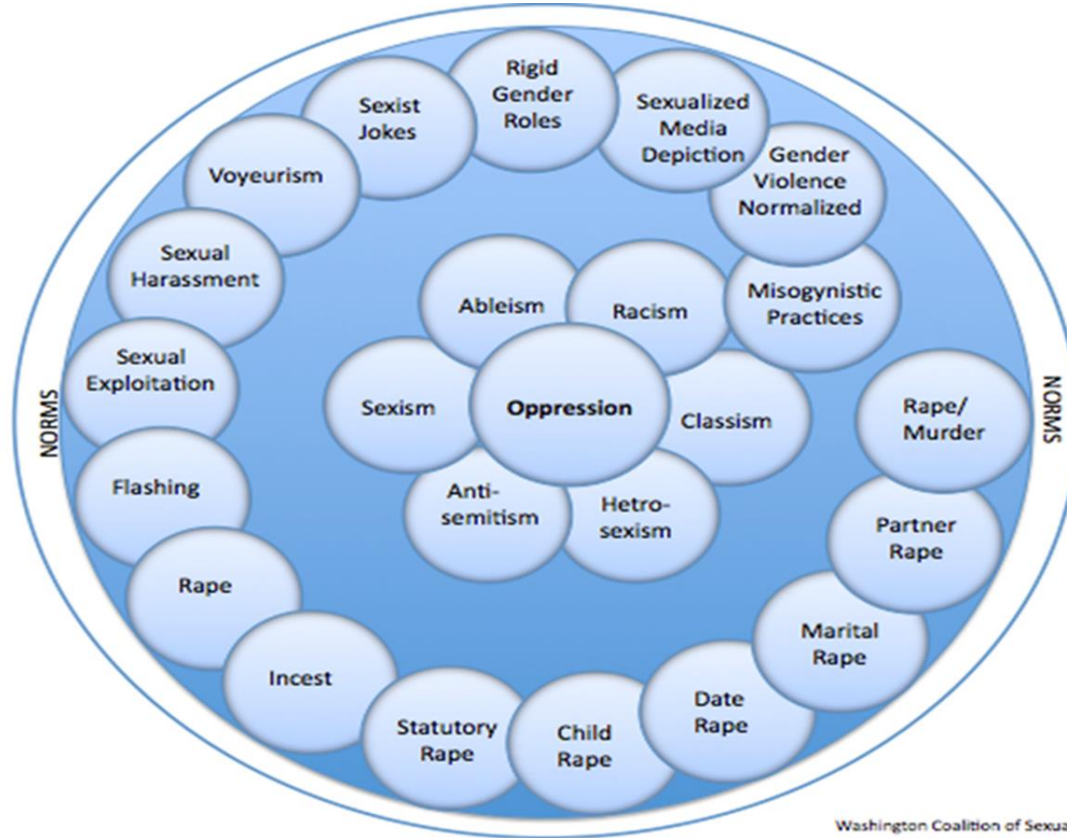 Rigid
Gender
Roles
Sexualized
Media
Depiction
Gender
Violence
Normalized
Misogynistic
Practices
Rape/
Murder
Partner
Rape
Marital
Rape
Date
Rape
Child
Rape
Statutory
Rape
Incest
Rape
Flashing
Sexual
Exploitation
Sexual
Harassment
Voyeurism
Sexist
Jokes
Ableism
Racism
Classism
Hetro-
sexism
Anti-
semitism
Sexism
Oppression
NORMS
NORMS
Washington Coalition of Sexua